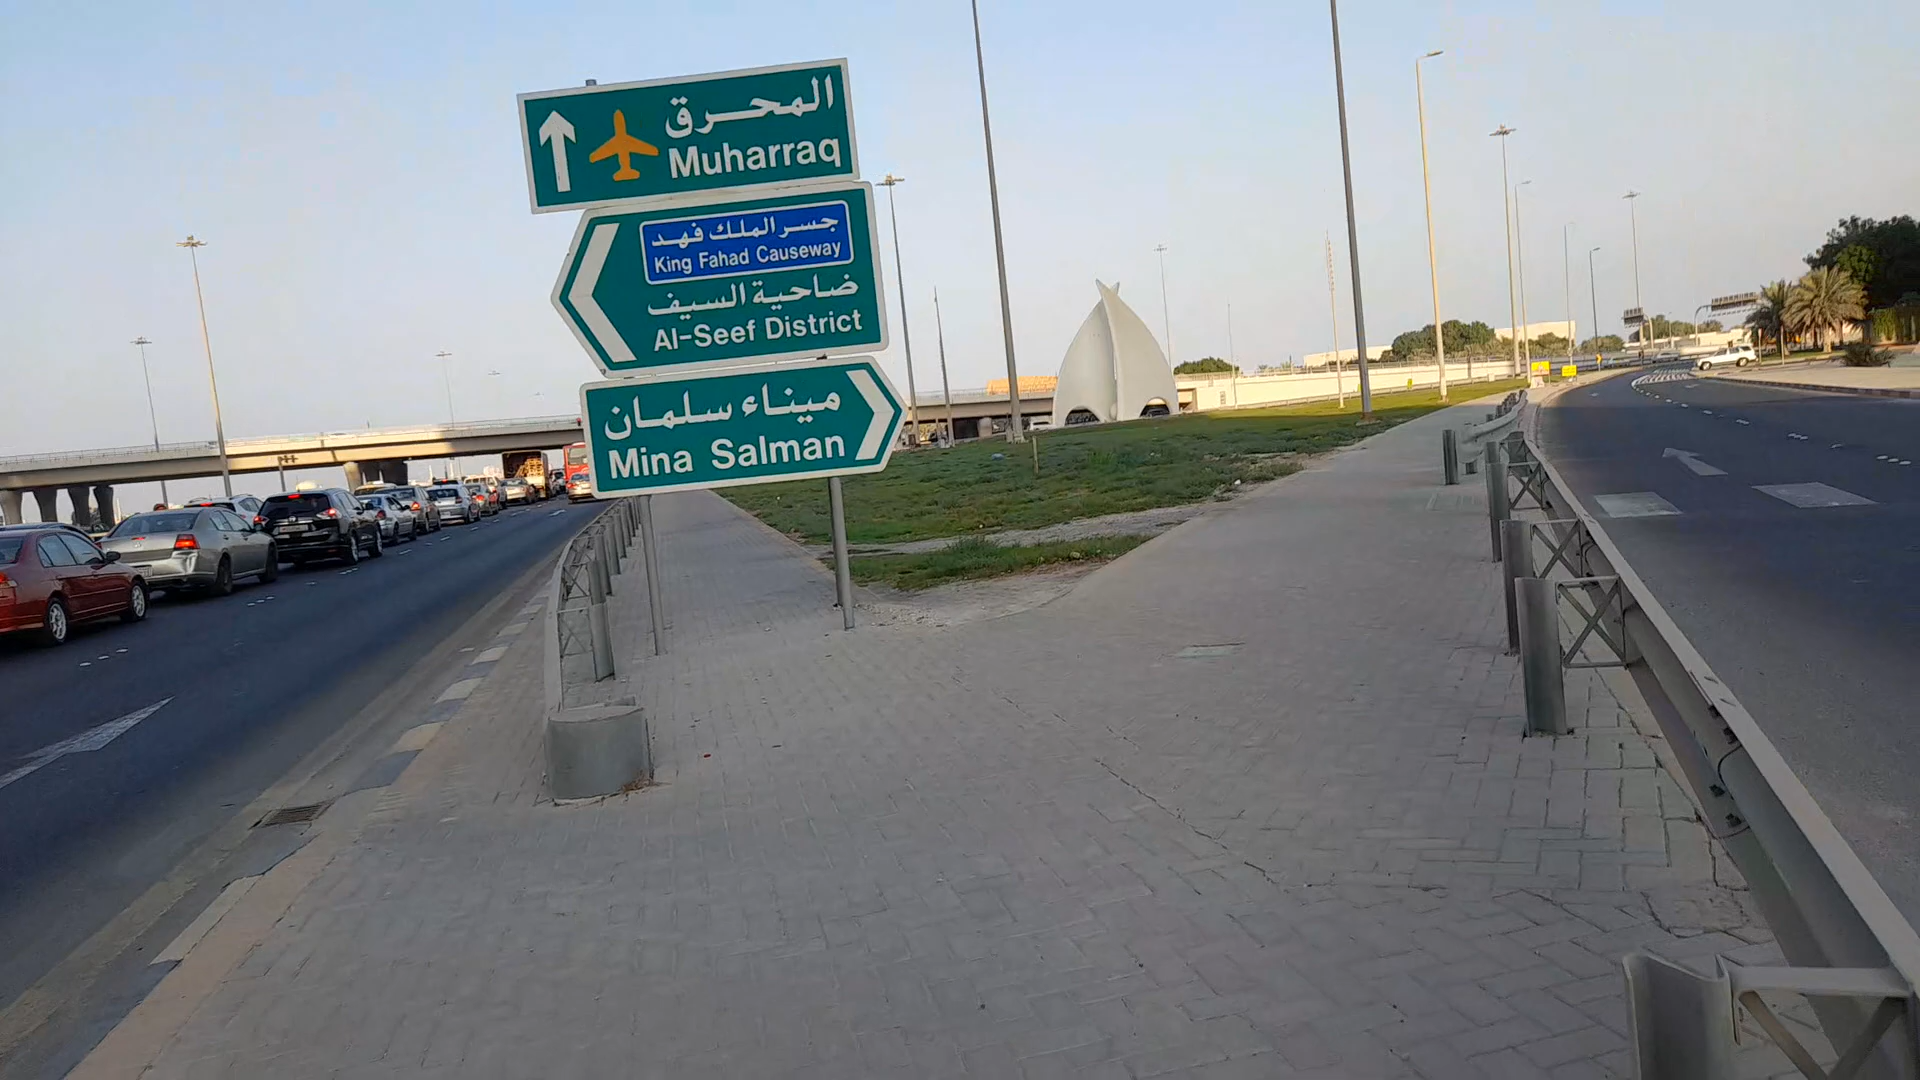 المحرق
Muharraq
جسر الملك فهد
King Fahad Causeway
ضاحية السيف
Al-Seef District
ميناء سلمان
Mina Salman